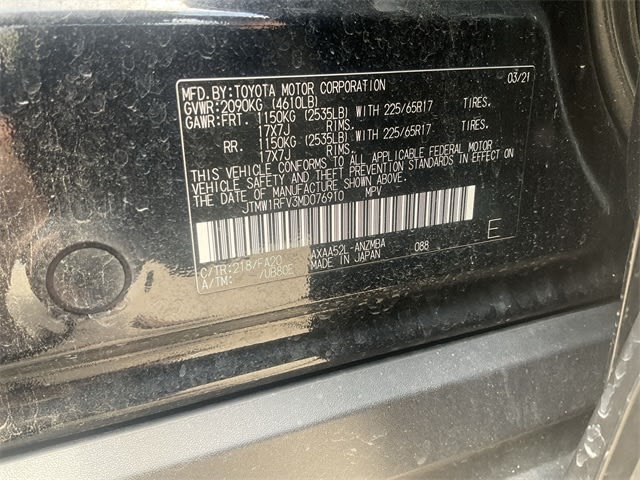 MFD.BY:TOYOTA MOTOR CORPORATION 03/21
GVWR:2090KG (4610LB)
GAWR:FRT. 1150KG (2535LB) WITH 225/65R17 TIRES.
17X7J RIMS.
RR. 1150KG (2535LB) WITH 225/65R17 TIRES.
17X7J RIMS.
THIS VEHICLE CONFORMS TO ALL APPLICABLE FEDERAL MOTOR
VEHICLE SAFETY AND THEFT PREVENTION STANDARDS IN EFFECT ON
THE DATE OF MANUFACTURE SHOWN ABOVE.
JTMW1RFV3MD076910 MPV
C/TR:218/FA20 AXAA52L-ANZMBA 088 E
A/TM: /UB80E MADE IN JAPAN